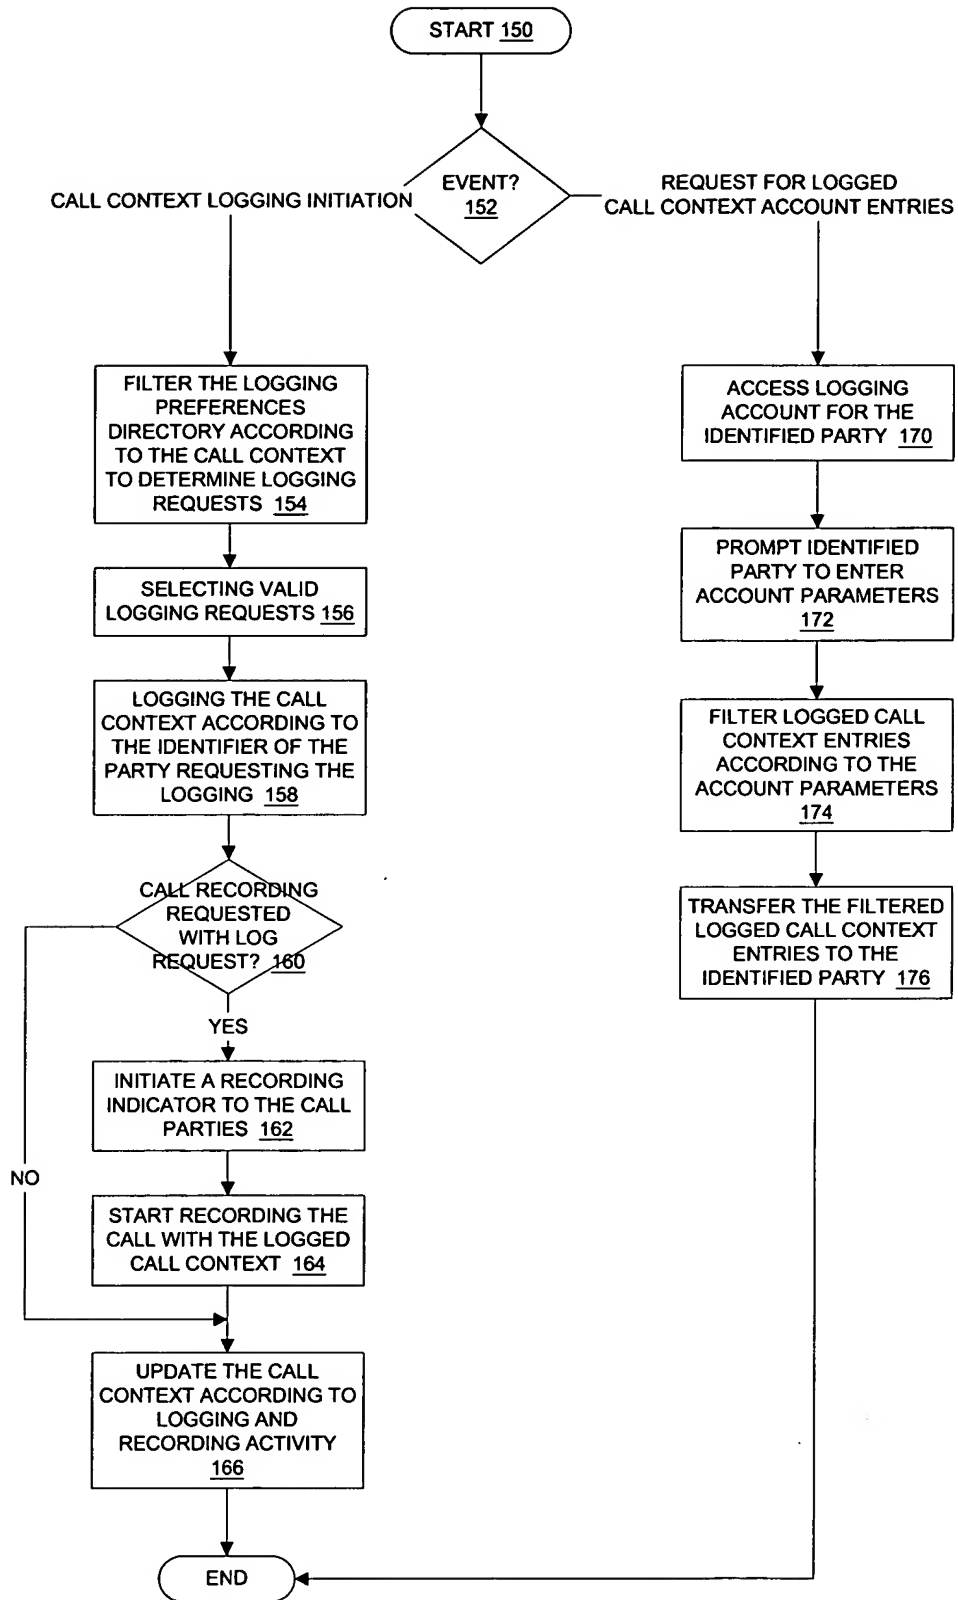 START 150
EVENT?
152
CALL CONTEXT LOGGING INITIATION
REQUEST FOR LOGGED
CALL CONTEXT ACCOUNT ENTRIES
FILTER THE LOGGING
PREFERENCES
DIRECTORY ACCORDING
TO THE CALL CONTEXT
TO DETERMINE LOGGING
REQUESTS 154
SELECTING VALID
LOGGING REQUESTS 156
LOGGING THE CALL
CONTEXT ACCORDING TO
THE IDENTIFIER OF THE
PARTY REQUESTING THE
LOGGING 158
CALL RECORDING
REQUESTED
WITH LOG
REQUEST? 160
YES
NO
INITIATE A RECORDING
INDICATOR TO THE CALL
PARTIES 162
START RECORDING THE
CALL WITH THE LOGGED
CALL CONTEXT 164
UPDATE THE CALL
CONTEXT ACCORDING TO
LOGGING AND
RECORDING ACTIVITY
166
ACCESS LOGGING
ACCOUNT FOR THE
IDENTIFIED PARTY 170
PROMPT IDENTIFIED
PARTY TO ENTER
ACCOUNT PARAMETERS
172
FILTER LOGGED CALL
CONTEXT ENTRIES
ACCORDING TO THE
ACCOUNT PARAMETERS
174
TRANSFER THE FILTERED
LOGGED CALL CONTEXT
ENTRIES TO THE
IDENTIFIED PARTY 176
END